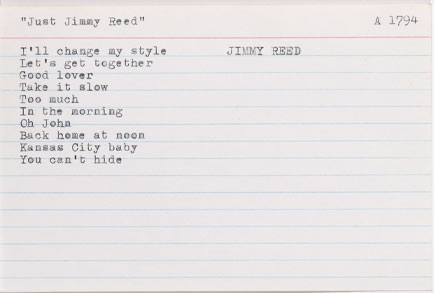 "Just Jimmy Reed" A 1794
I'll change my style JIMMY REED
Let's get together
Good lover
Take it slow
Too much
In the morning
Oh John
Back home at noon
Kansas City baby
You can't hide